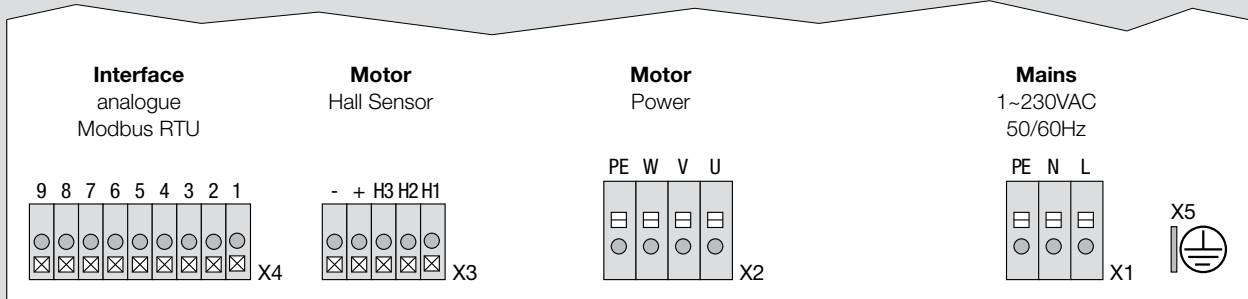 Interface
analogue
Modbus RTU
9 8 7 6 5 4 3 2 1
X4
Motor
Hall Sensor
- + H3 H2 H1
X3
Motor
Power
PE W V U
X2
Mains
1~230VAC
50/60Hz
PE N L
X1
X5